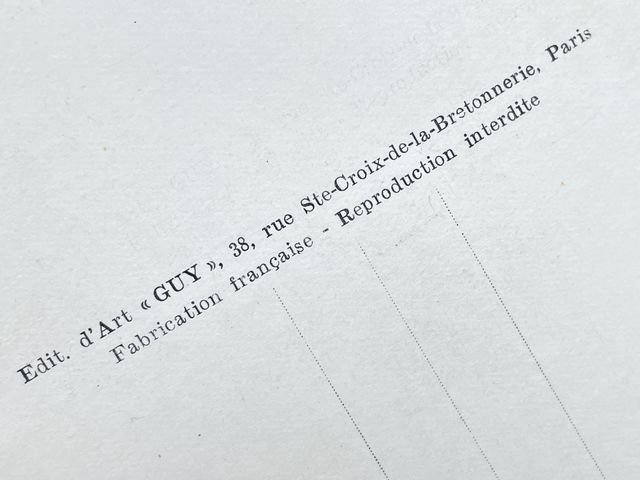 Edit. d'Art « GUY », 38, rue Ste-Croix-de-la-Bretonnerie, Paris
Fabrication française - Reproduction interdite